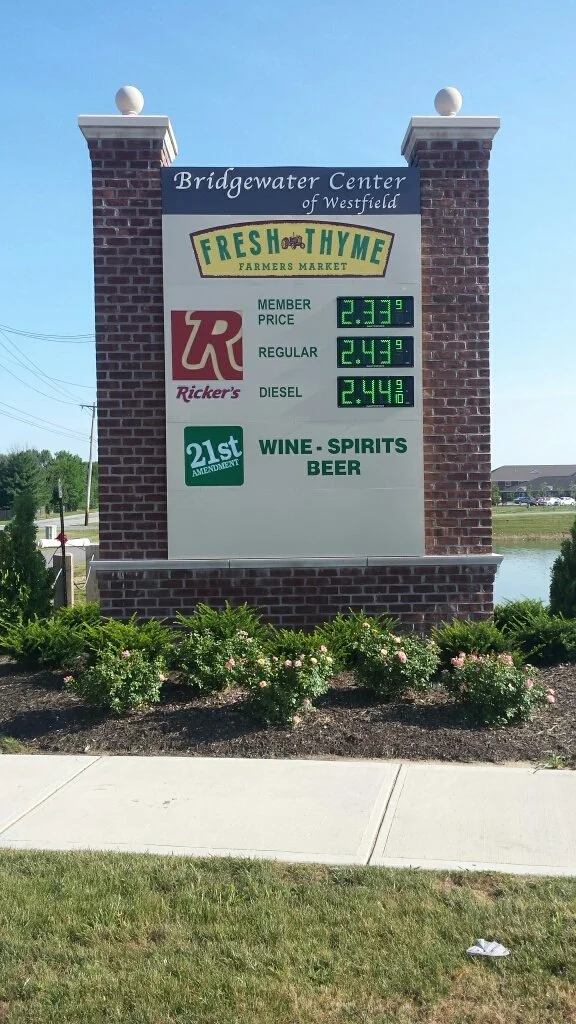 Bridgewater Center
of Westfield
FRESH THYME
FARMERS MARKET
MEMBER PRICE 2.33 9
R
REGULAR 2.43 9
Ricker's
DIESEL 2.44 9/10
21st
AMENDMENT
WINE - SPIRITS
BEER